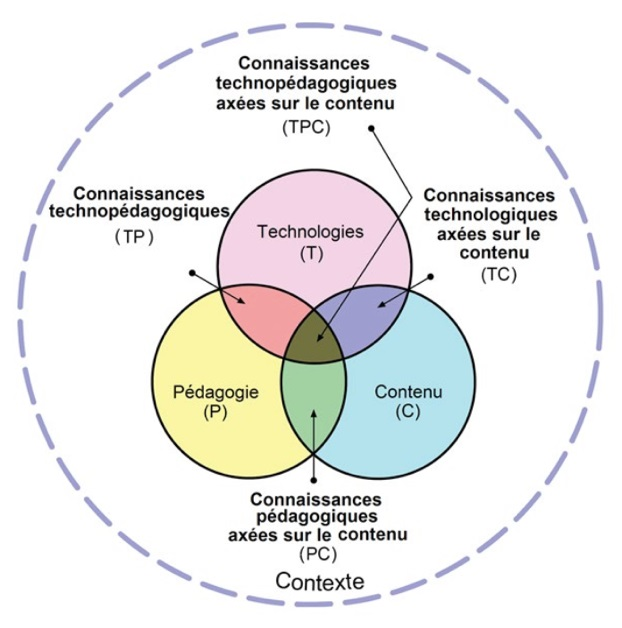 Connaissances
technopédagogiques
axées sur le contenu
(TPC)
Connaissances
technopédagogiques
(TP)
Connaissances
technologiques
axées sur le
contenu
(TC)
Technologies
(T)
Pédagogie
(P)
Contenu
(C)
Connaissances
pédagogiques
axées sur le contenu
(PC)
Contexte